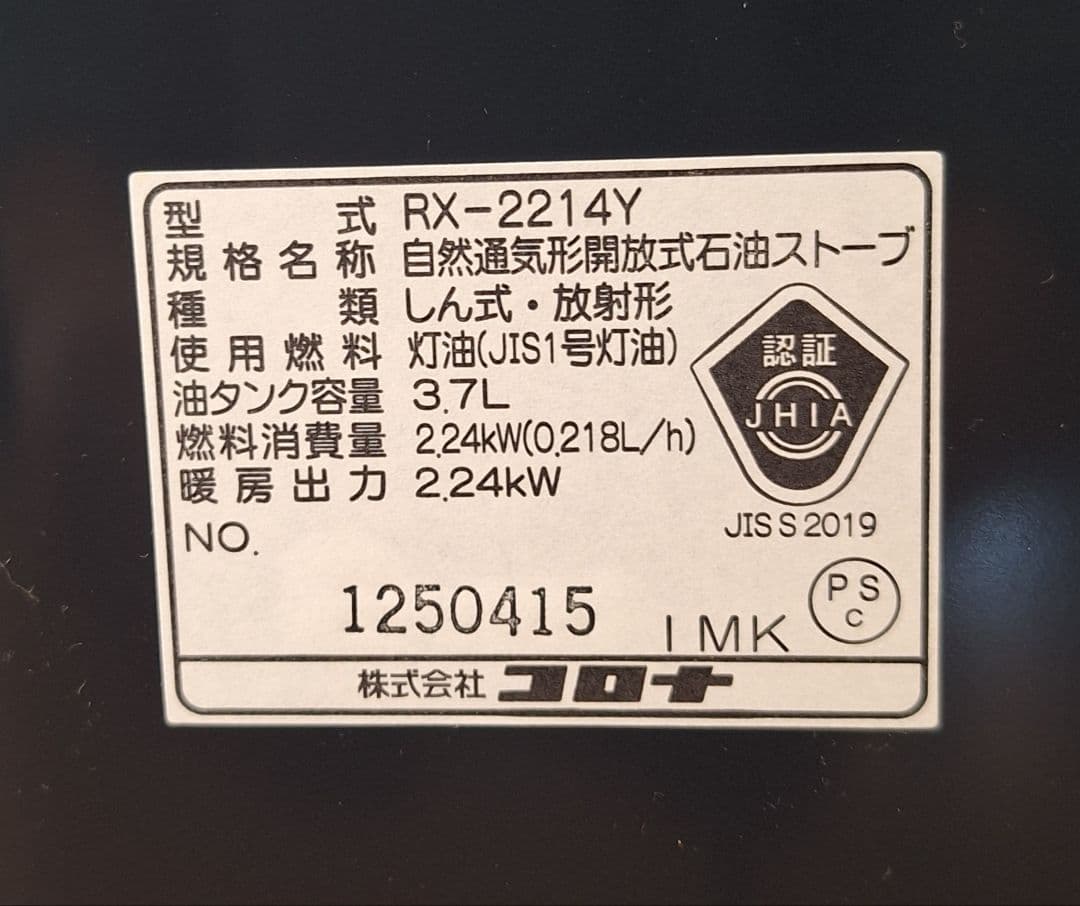 型式 RX-2214Y
規格名称 自然通気形開放式石油ストーブ
種類 しん式・放射形
使用燃料 灯油(JIS1号灯油)
油タンク容量 3.7L
燃料消費量 2.24kW(0.218L/h)
暖房出力 2.24kW
認証
JHIA
JIS S 2019
NO.
1250415
IMK
PS
C
株式会社コロナ